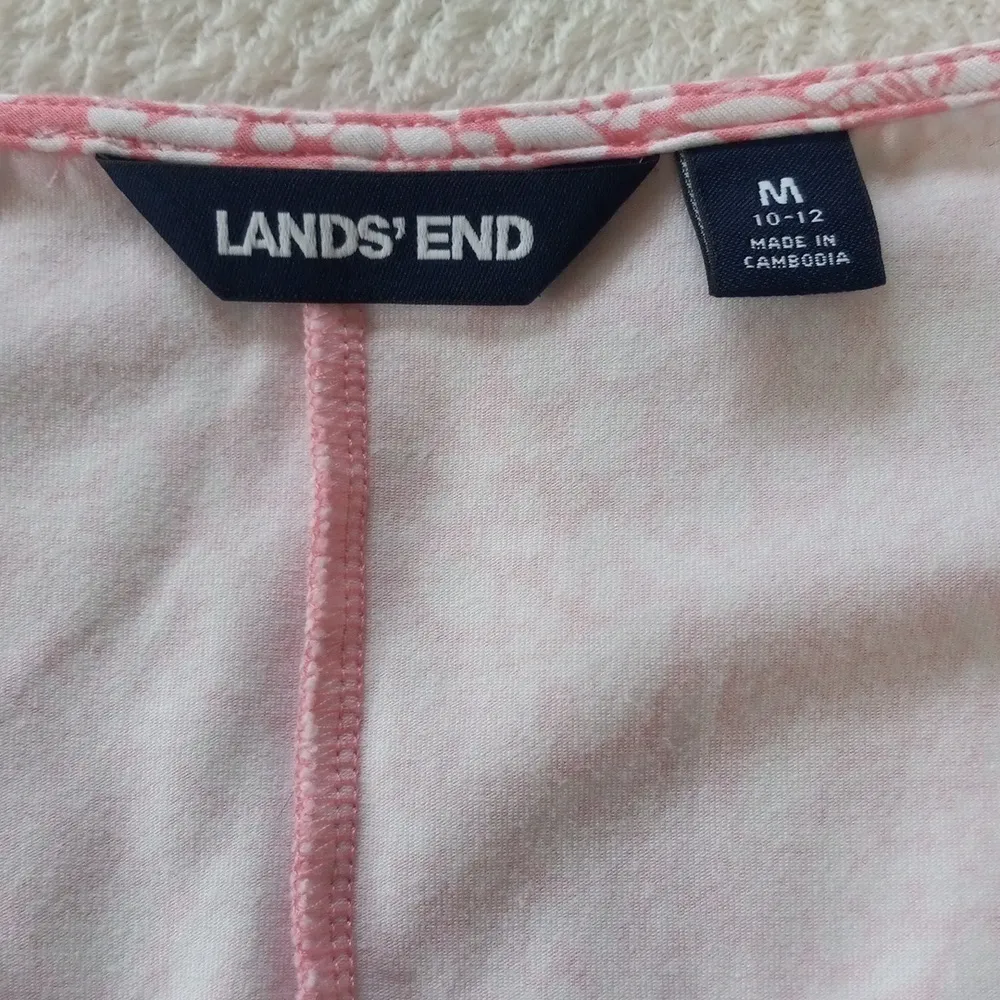 LANDS' END
M
10-12
MADE IN
CAMBODIA